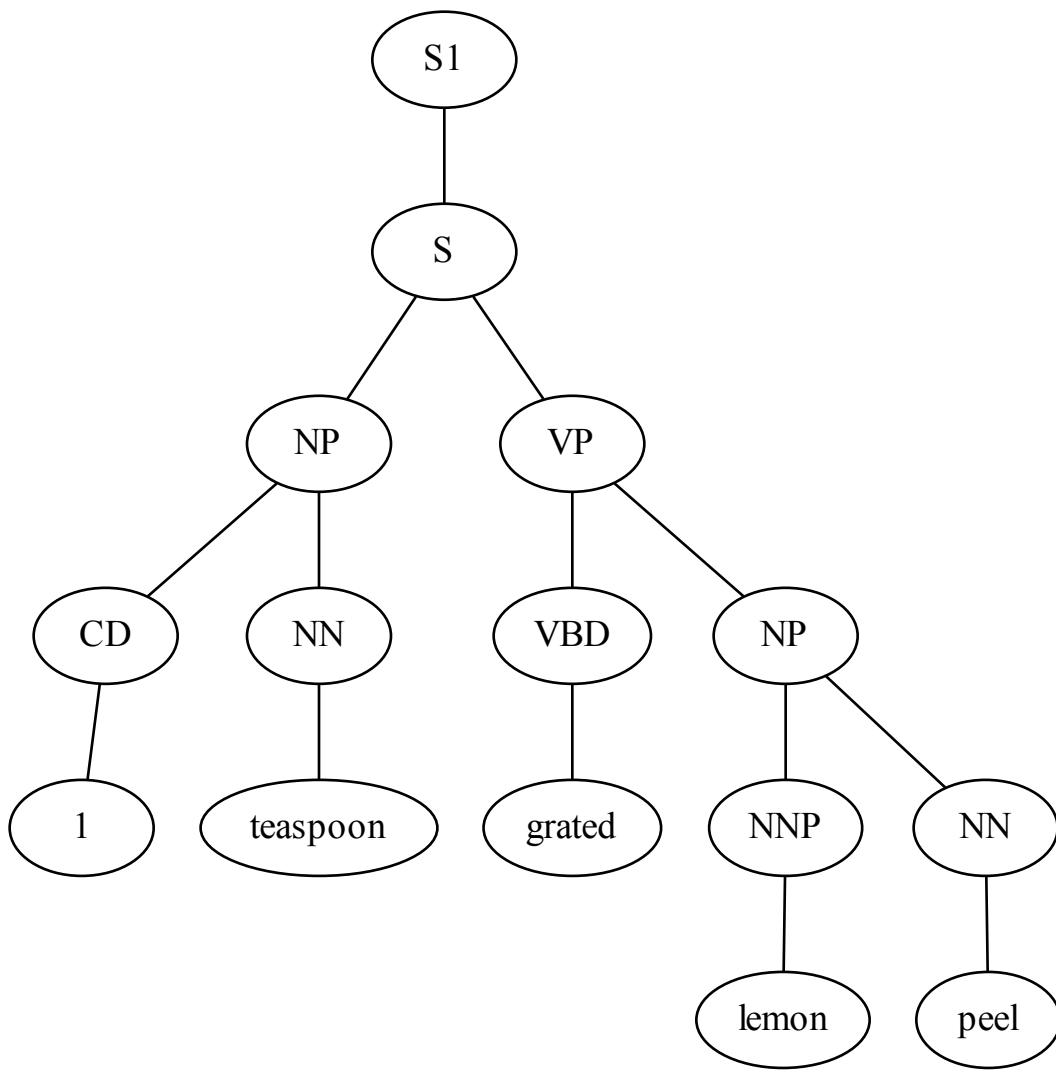 S1
S
NP VP
CD NN VBD NP
1 teaspoon grated NNP NN
lemon peel